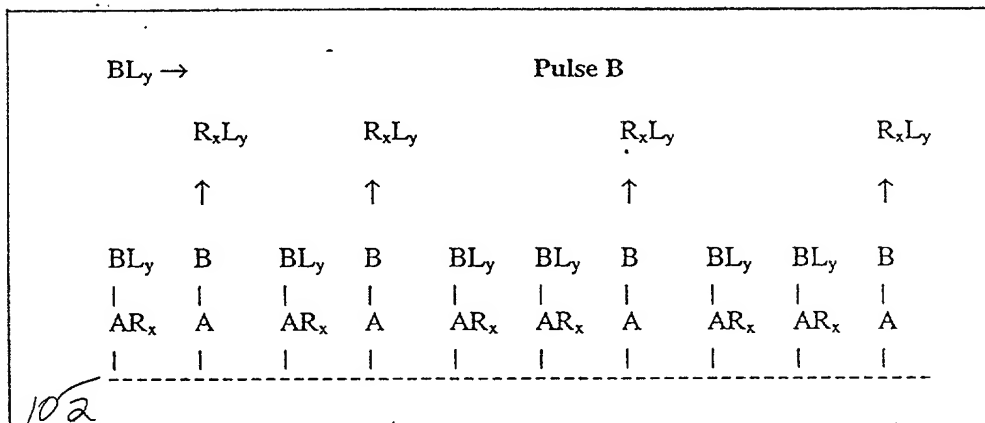 BLy → Pulse B
RxLy RxLy RxLy RxLy
↑ ↑ ↑ ↑
BLy B BLy B BLy BLy B BLy BLy B
| | | | | | | | | |
ARx A ARx A ARx ARx A ARx ARx A
| | | | | | | | | |
102